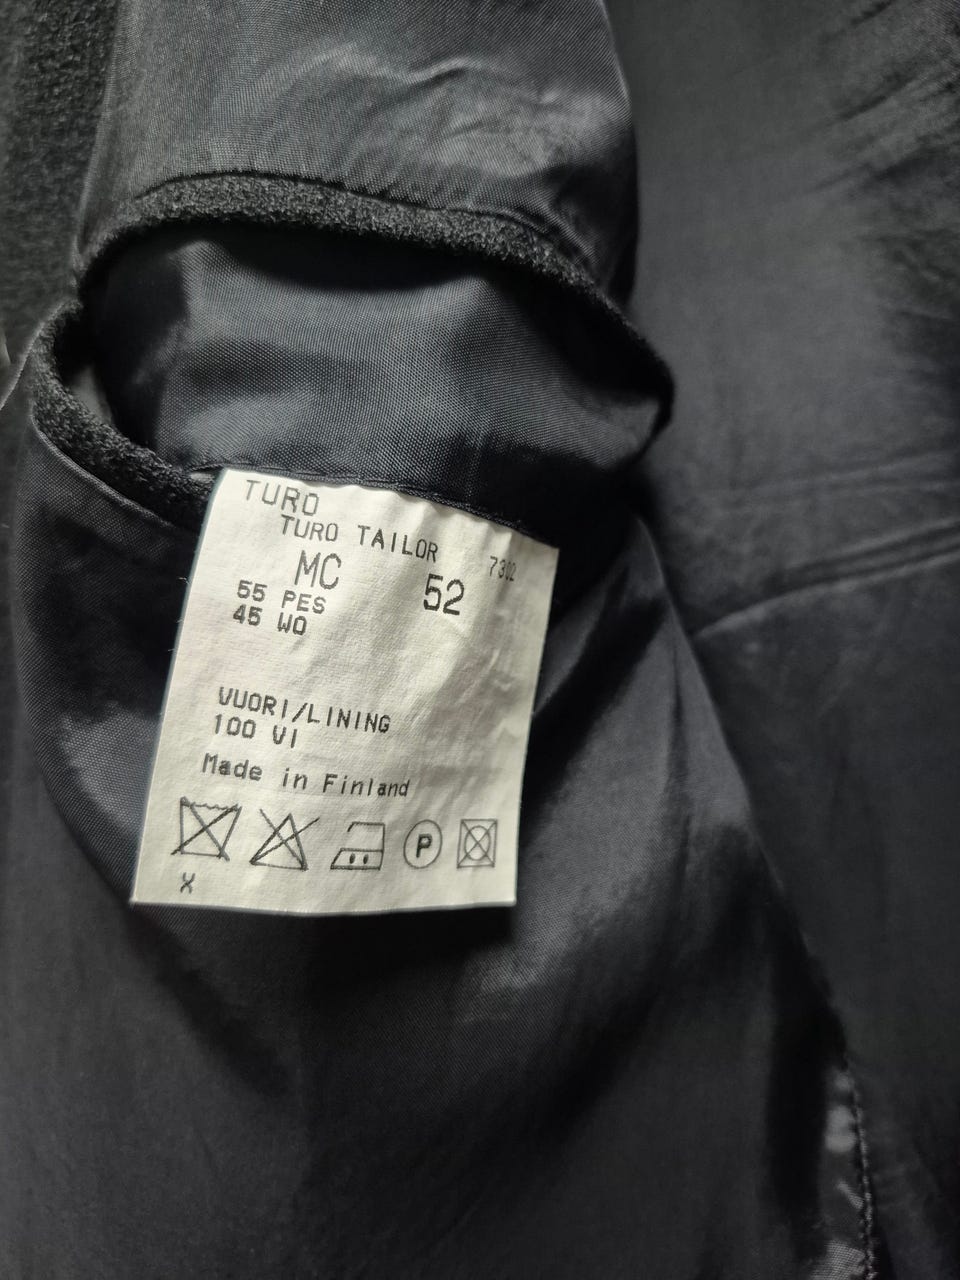 TURO
TURO TAILOR 7302
MC 52
55 PES
45 WO
VUORI/LINING
100 VI
Made in Finland
P
X